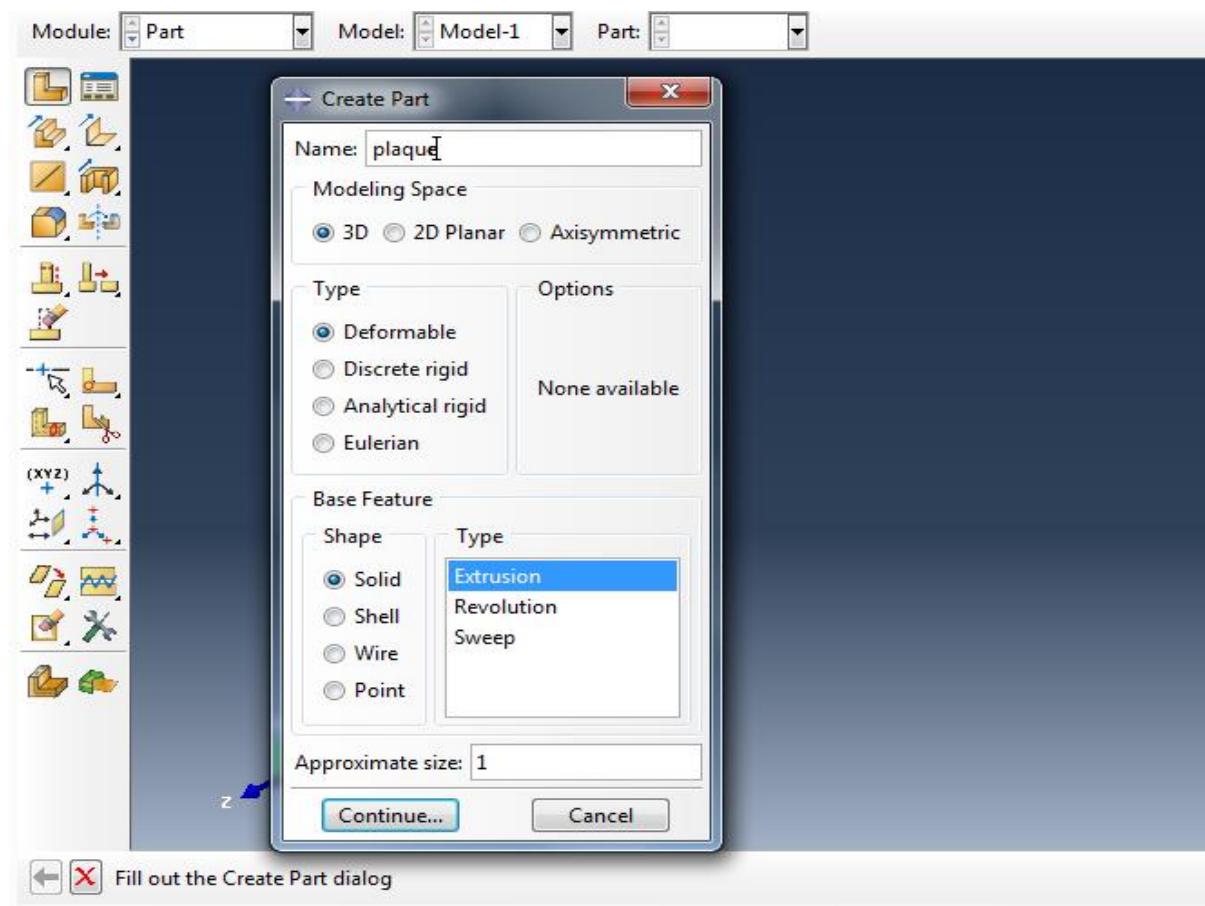 Module: Part Model: Model-1 Part:
Create Part
Name: plaque
Modeling Space
3D 2D Planar Axisymmetric
Type Options
Deformable
Discrete rigid
None available
Analytical rigid
Eulerian
Base Feature
Shape Type
Solid Extrusion
Shell Revolution
Wire Sweep
Point
Approximate size: 1
Z
Continue... Cancel
(XYZ)
Fill out the Create Part dialog